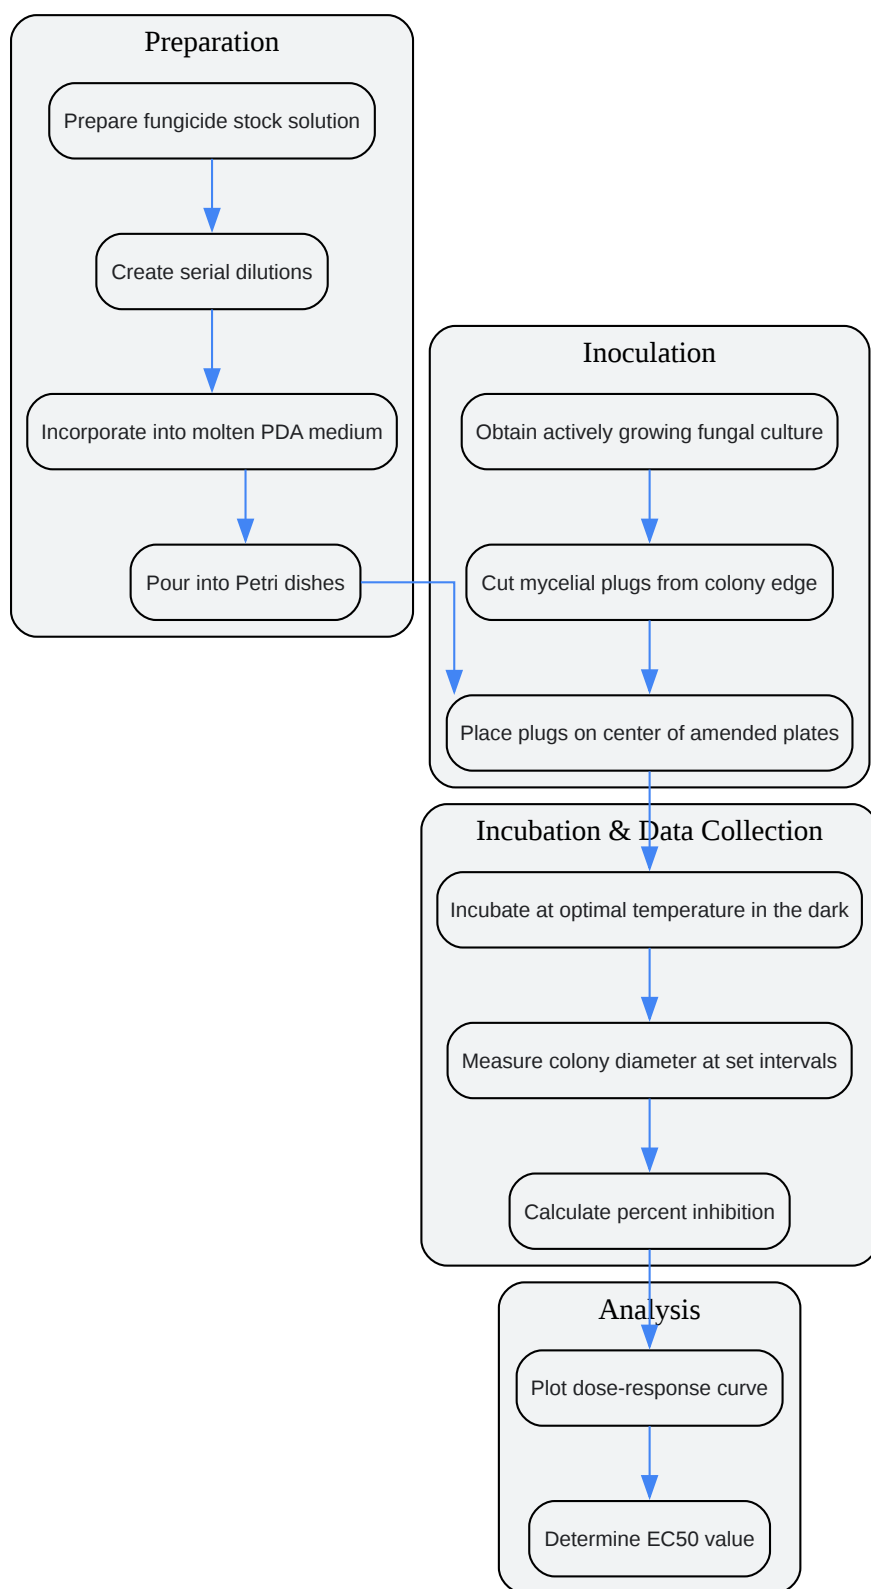 Preparation
Prepare fungicide stock solution
Create serial dilutions
Incorporate into molten PDA medium
Pour into Petri dishes
Inoculation
Obtain actively growing fungal culture
Cut mycelial plugs from colony edge
Place plugs on center of amended plates
Incubation & Data Collection
Incubate at optimal temperature in the dark
Measure colony diameter at set intervals
Calculate percent inhibition
Analysis
Plot dose-response curve
Determine EC50 value